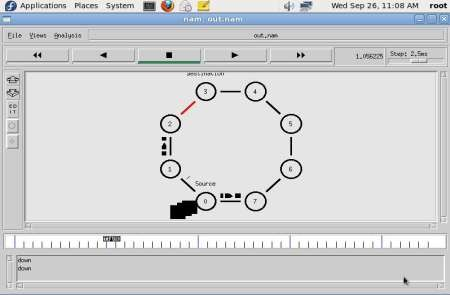 Applications Places System Wed Sep 26, 11:08 AM root
nam: out.nam
File Views Analysis out.nam
1.056225 Step: 2.5ms
EDIT
Destination
3 4
2 5
1 6
Source
0 7
down
down